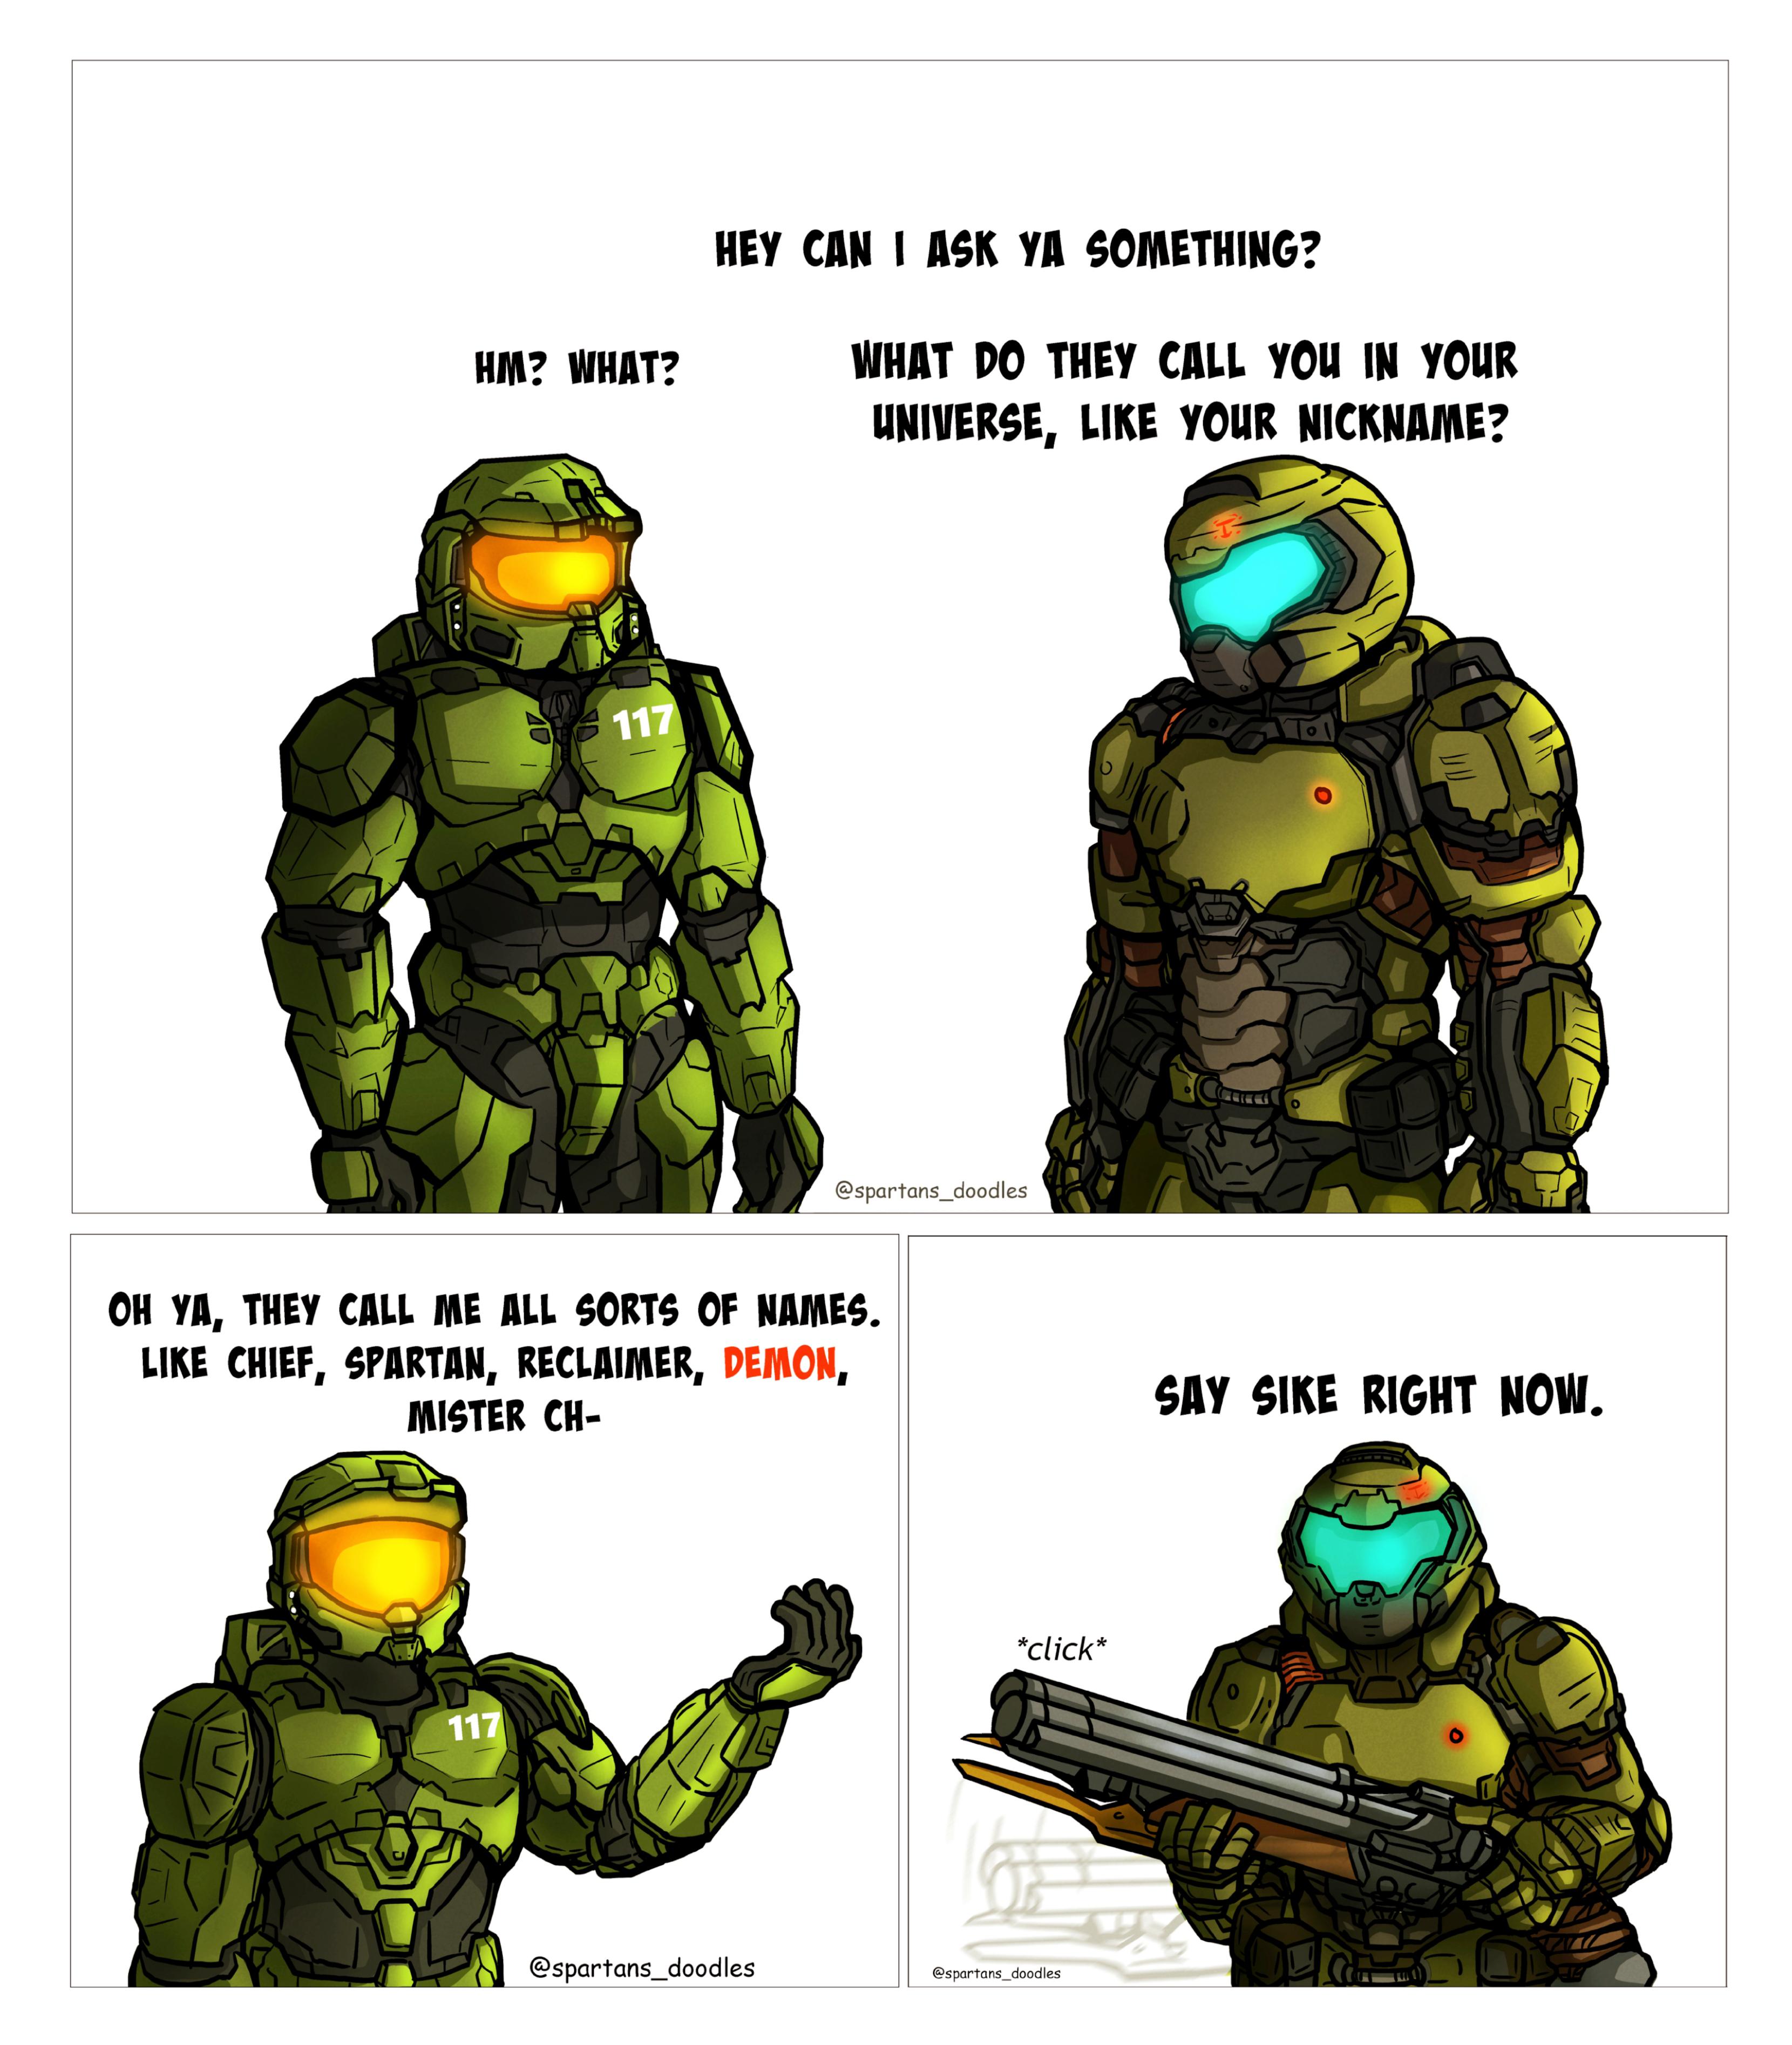 HEY CAN I ASK YA SOMETHING?
HM? WHAT?
WHAT DO THEY CALL YOU IN YOUR
UNIVERSE, LIKE YOUR NICKNAME?
117
@spartans_doodles
OH YA, THEY CALL ME ALL SORTS OF NAMES.
LIKE CHIEF, SPARTAN, RECLAIMER, DEMON,
MISTER CH-
117
@spartans_doodles
SAY SIKE RIGHT NOW.
*click*
@spartans_doodles